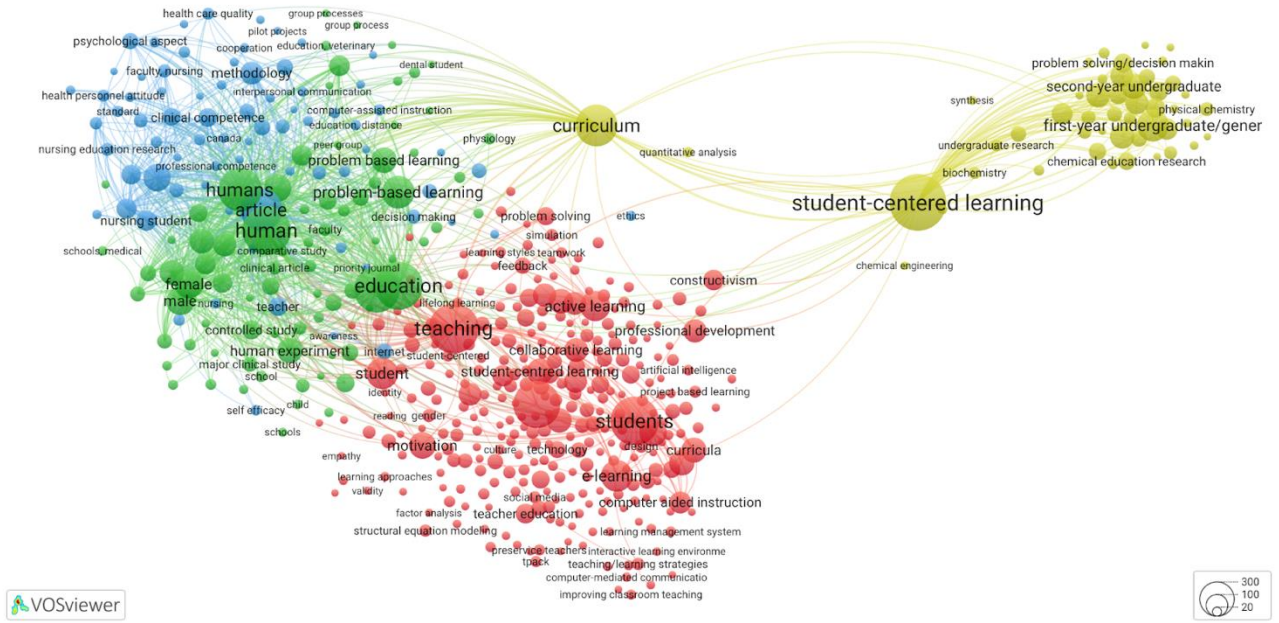 health care quality
group processes
group process
psychological aspect
pilot projects
cooperation
education, veterinary
problem solving/decision makin
dental student
faculty, nursing
methodology
second-year undergraduate
interpersonal communication
health personnel attitude
synthesis
physical chemistry
standard
computer-assisted instruction
clinical competence
education, distance
curriculum
first-year undergraduate/gener
canada
physiology
peer group
undergraduate research
nursing education research
quantitative analysis
problem based learning
chemical education research
professional competence
biochemistry
humans
problem-based learning
article
student-centered learning
nursing student
decision making
problem solving
ethics
human
faculty
simulation
schools, medical
comparative study
learning styles
teamwork
clinical article
priority journal
feedback
chemical engineering
female
education
constructivism
male
nursing
lifelong learning
teacher
active learning
controlled study
teaching
professional development
awareness
human experiment
internet
student-centered
collaborative learning
major clinical study
school
student
student-centred learning
artificial intelligence
identity
project based learning
self efficacy
child
reading
gender
students
schools
motivation
culture
technology
design
curricula
empathy
learning approaches
e-learning
validity
social media
computer aided instruction
factor analysis
teacher education
structural equation modeling
learning management system
preservice teachers
interactive learning environme
tpack
teaching/learning strategies
computer-mediated communicatio
improving classroom teaching
VOSviewer
300
100
20